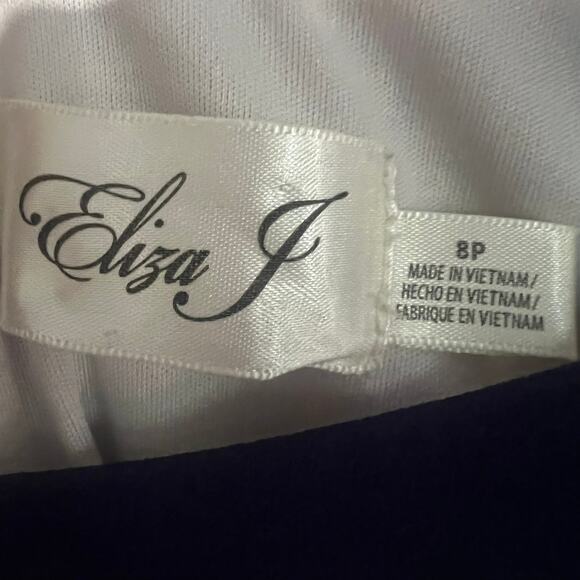 Eliza J
8P
MADE IN VIETNAM/
HECHO EN VIETNAM/
FABRIQUE EN VIETNAM